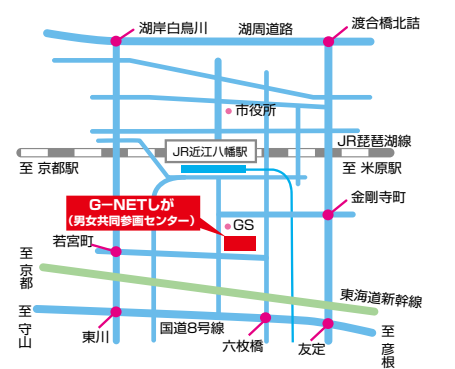 湖岸白鳥川
湖周道路
渡合橋北詰
市役所
JR琵琶湖線
JR近江八幡駅
至 京都駅
至 米原駅
G-NETしが
(男女共同参画センター)
金剛寺町
GS
若宮町
至京都
東海道新幹線
至守山
国道8号線
東川
六枚橋
友定
至彦根